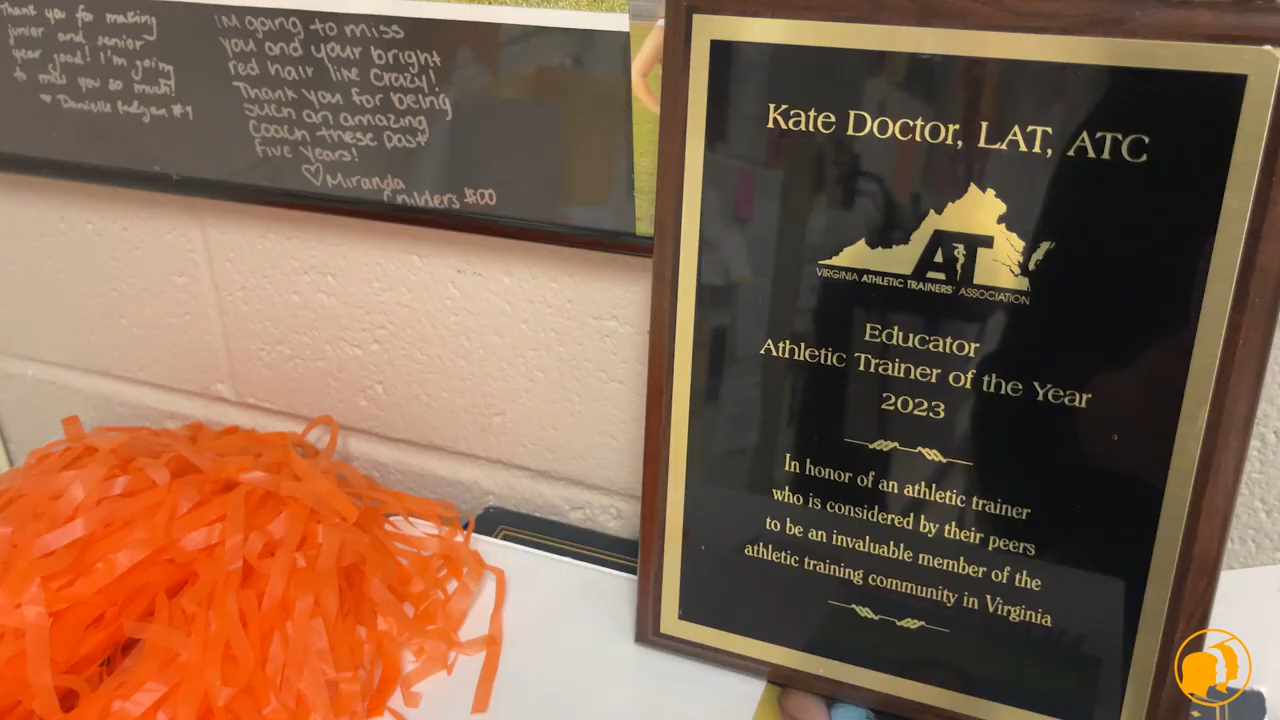 Thank you for making
junior and senior
year good! I'm going
to miss you so much!
♥ Danielle #1
I'M going to miss
you and your bright
red hair like crazy!
Thank you for being
such an amazing
coach these past
five years!
♡Miranda
Childers #00
Kate Doctor, LAT, ATC
AT
VIRGINIA ATHLETIC TRAINERS' ASSOCIATION
Educator
Athletic Trainer of the Year
2023
In honor of an athletic trainer
who is considered by their peers
to be an invaluable member of the
athletic training community in Virginia